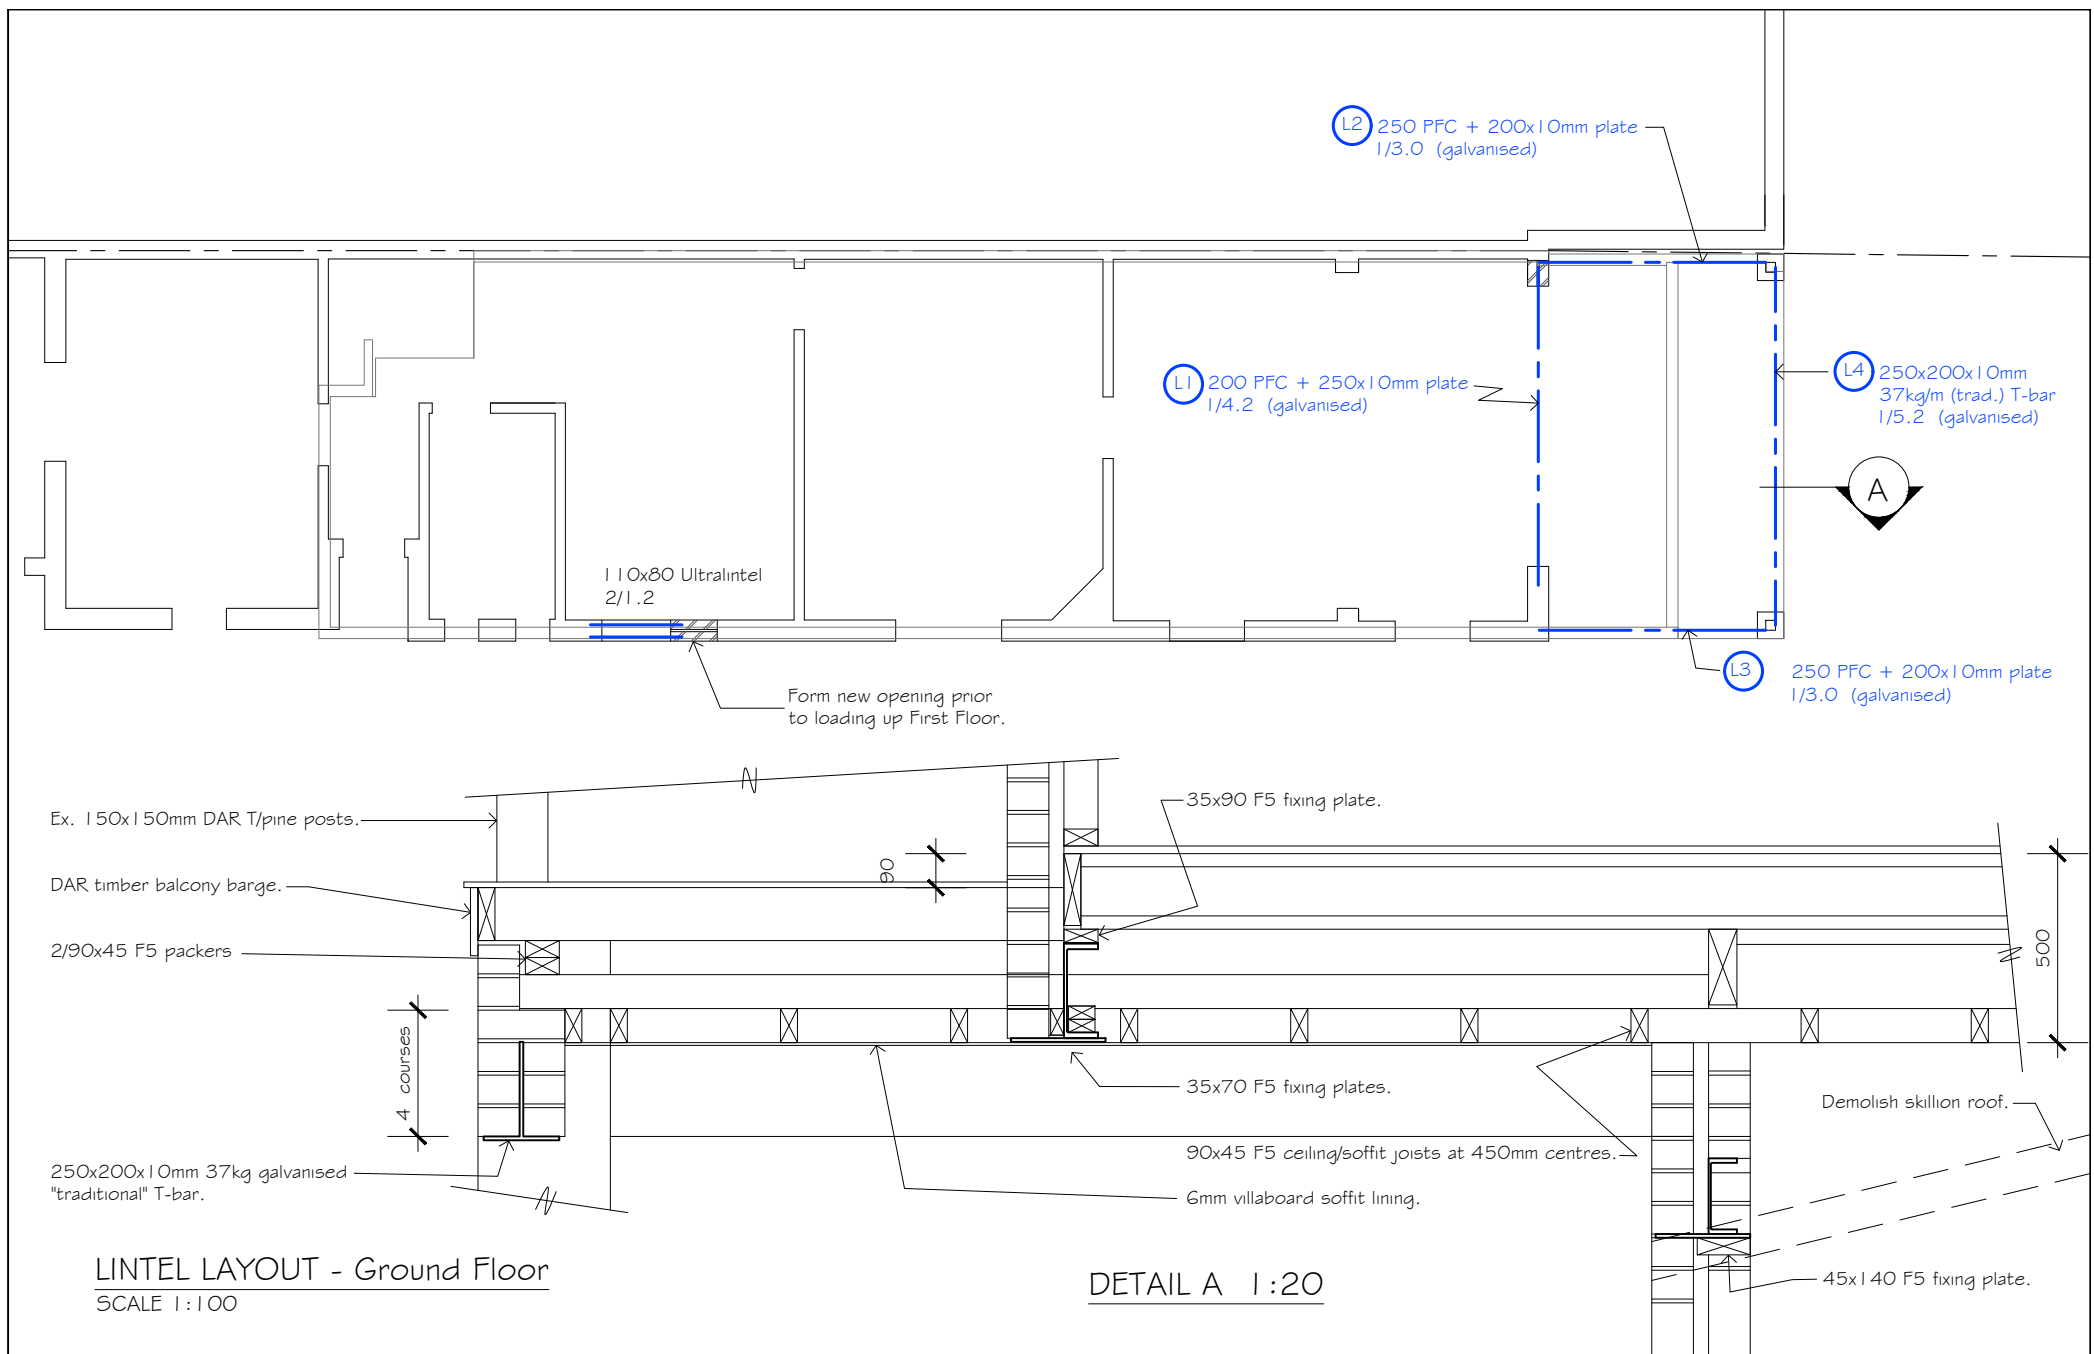 L2 250 PFC + 200x10mm plate
1/3.0 (galvanised)
L1 200 PFC + 250x10mm plate
1/4.2 (galvanised)
L4 250x200x10mm
37kg/m (trad.) T-bar
1/5.2 (galvanised)
A
110x80 Ultralintel
2/1.2
L3 250 PFC + 200x10mm plate
1/3.0 (galvanised)
Form new opening prior
to loading up First Floor.
Ex. 150x150mm DAR T/pine posts.
35x90 F5 fixing plate.
90
DAR timber balcony barge.
2/90x45 F5 packers
500
4 courses
35x70 F5 fixing plates.
Demolish skillion roof.
90x45 F5 ceiling/soffit joists at 450mm centres.
250x200x10mm 37kg galvanised
"traditional" T-bar.
6mm villaboard soffit lining.
LINTEL LAYOUT - Ground Floor
SCALE 1:100
DETAIL A 1:20
45x140 F5 fixing plate.